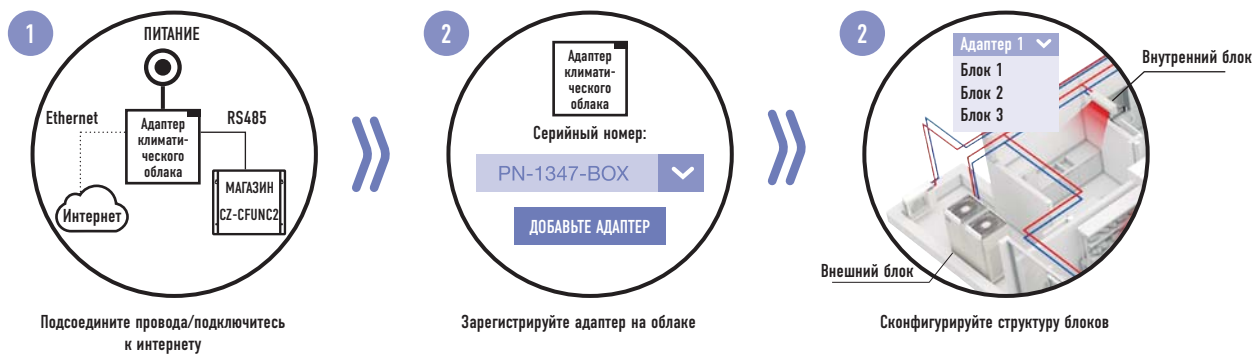 1
ПИТАНИЕ
Ethernet
RS485
Адаптер
климати-
ческого
облака
Интернет
МАГАЗИН
CZ-CFUNC2
Подсоедините провода/подключитесь
к интернету
2
Адаптер
климати-
ческого
облака
Серийный номер:
PN-1347-BOX
ДОБАВЬТЕ АДАПТЕР
Зарегистрируйте адаптер на облаке
2
Адаптер 1
Блок 1
Блок 2
Блок 3
Внутренний блок
Внешний блок
Сконфигурируйте структуру блоков